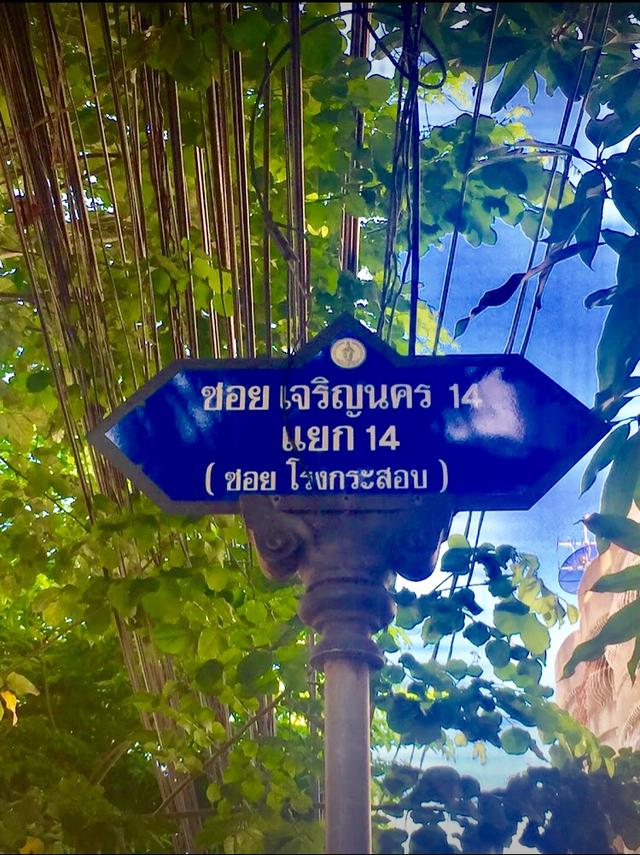 ซอย เจริญนคร 14
แยก 14
( ซอย โรงกระสอบ )